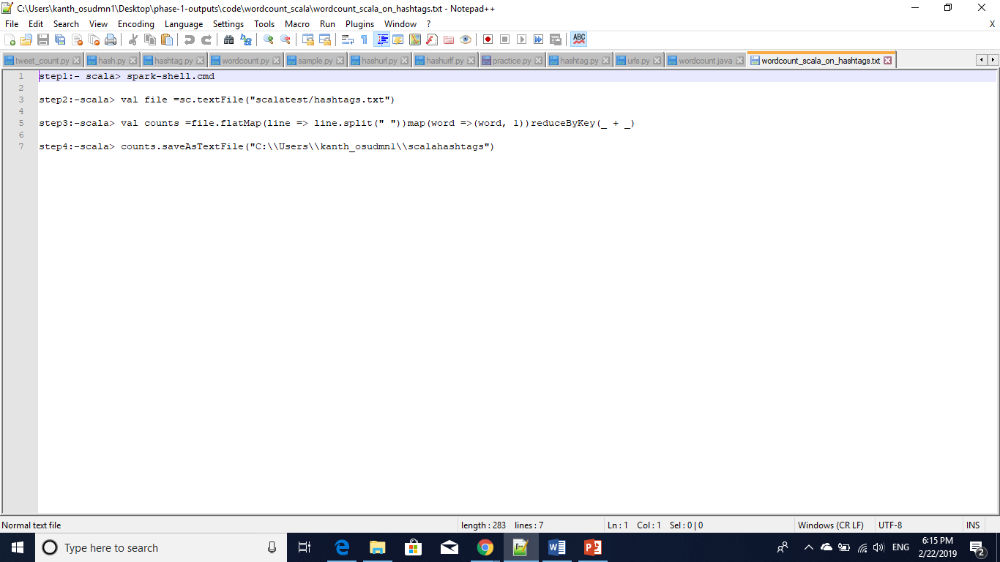 C:\Users\kanth_osudmn1\Desktop\phase-1-outputs\code\wordcount_scala\wordcount_scala_on_hashtags.txt - Notepad++
File Edit Search View Encoding Language Settings Tools Macro Run Plugins Window ? X
ABC
tweet_count.py hash.py hashtag.py wordcount.py sample.py hashurl.py hashurff.py practice.py hashtag.py urls.py wordcount.java wordcount_scala_on_hashtags.txt
1 step1:- scala> spark-shell.cmd
2
3 step2:-scala> val file =sc.textFile("scalatest/hashtags.txt")
4
5 step3:-scala> val counts =file.flatMap(line => line.split(" "))map(word =>(word, 1))reduceByKey(_ + _)
6
7 step4:-scala> counts.saveAsTextFile("C:\\Users\\kanth_osudmn1\\scalahashtags")
Normal text file length : 283 lines : 7 Ln : 1 Col : 1 Sel : 0 | 0 Windows (CR LF) UTF-8 INS
Type here to search ENG 6:15 PM
2/22/2019 2